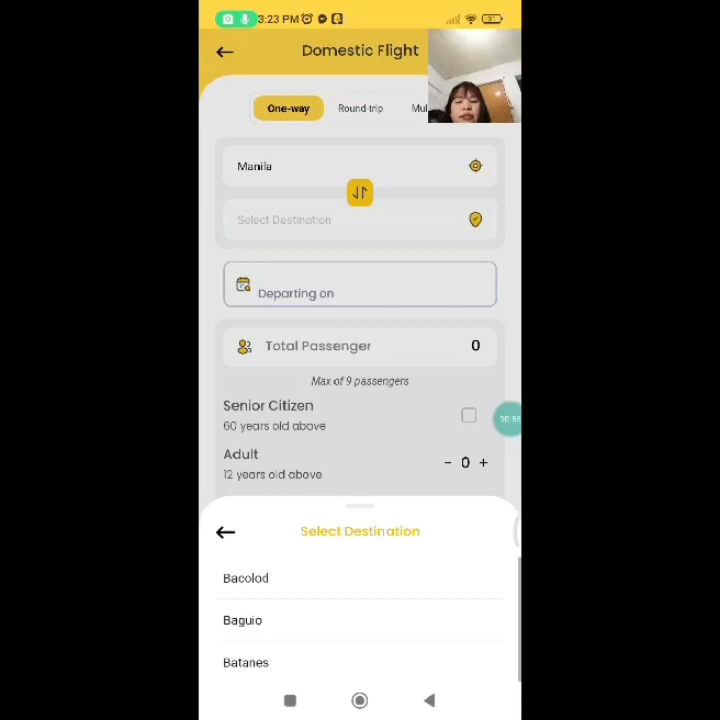 3:23 PM
Domestic Flight
One-way
Round-trip
Mul
Manila
Select Destination
Departing on
Total Passenger
0
Max of 9 passengers
Senior Citizen
60 years old above
Adult
12 years old above
- 0 +
Select Destination
Bacolod
Baguio
Batanes